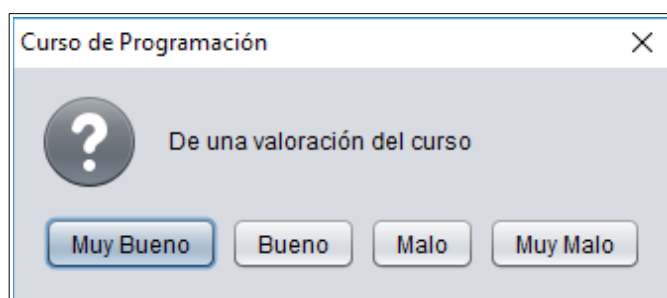 Curso de Programación
De una valoración del curso
Muy Bueno Bueno Malo Muy Malo